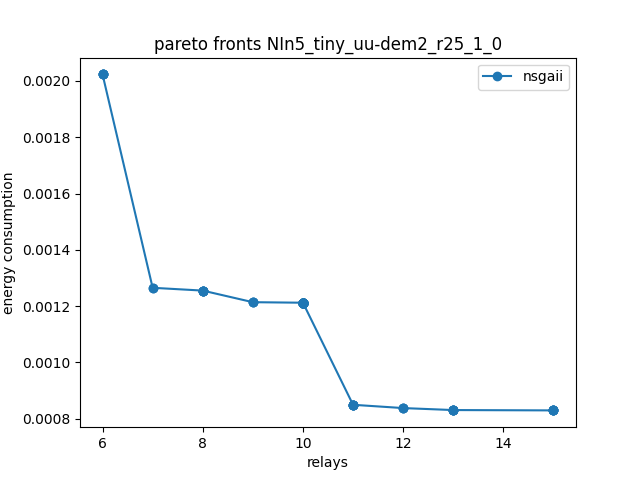 pareto fronts NIn5_tiny_uu-dem2_r25_1_0
nsgaii
energy consumption
0.0020
0.0018
0.0016
0.0014
0.0012
0.0010
0.0008
6 8 10 12 14
relays